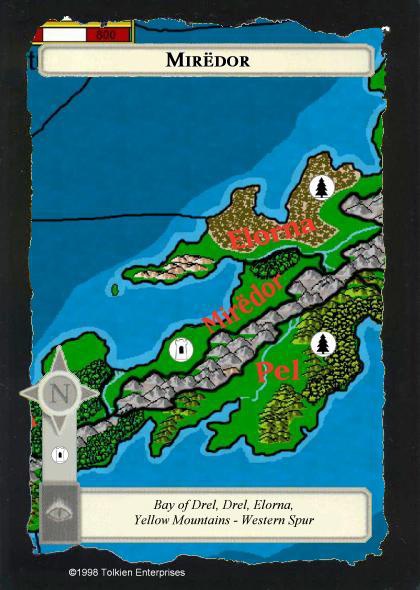 800
t
MIRËDOR
Elorna
Mirëdor
Pel
N
Bay of Drel, Drel, Elorna,
Yellow Mountains - Western Spur
©1998 Tolkien Enterprises